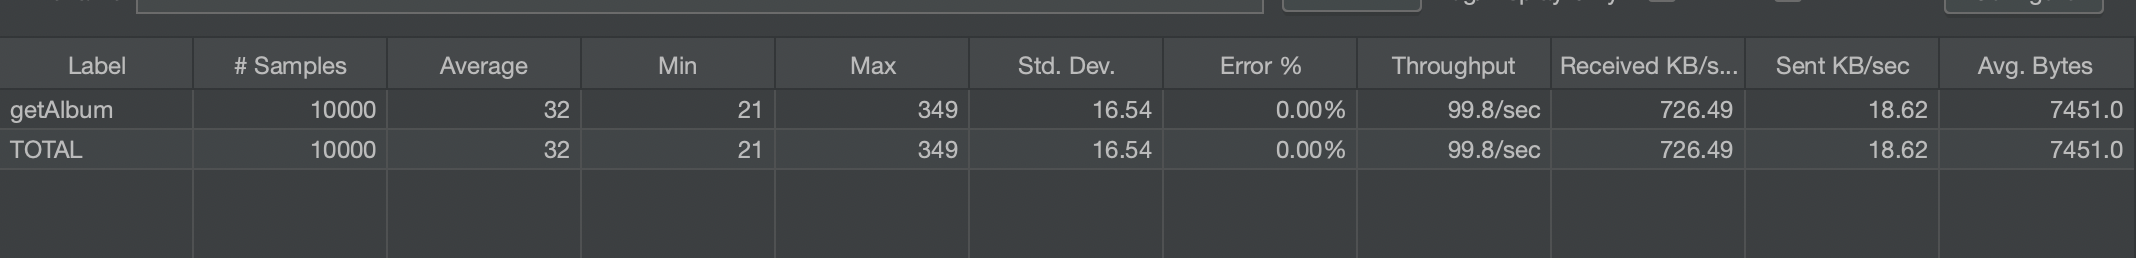 Label # Samples Average Min Max Std. Dev. Error % Throughput Received KB/s... Sent KB/sec Avg. Bytes
getAlbum 10000 32 21 349 16.54 0.00% 99.8/sec 726.49 18.62 7451.0
TOTAL 10000 32 21 349 16.54 0.00% 99.8/sec 726.49 18.62 7451.0